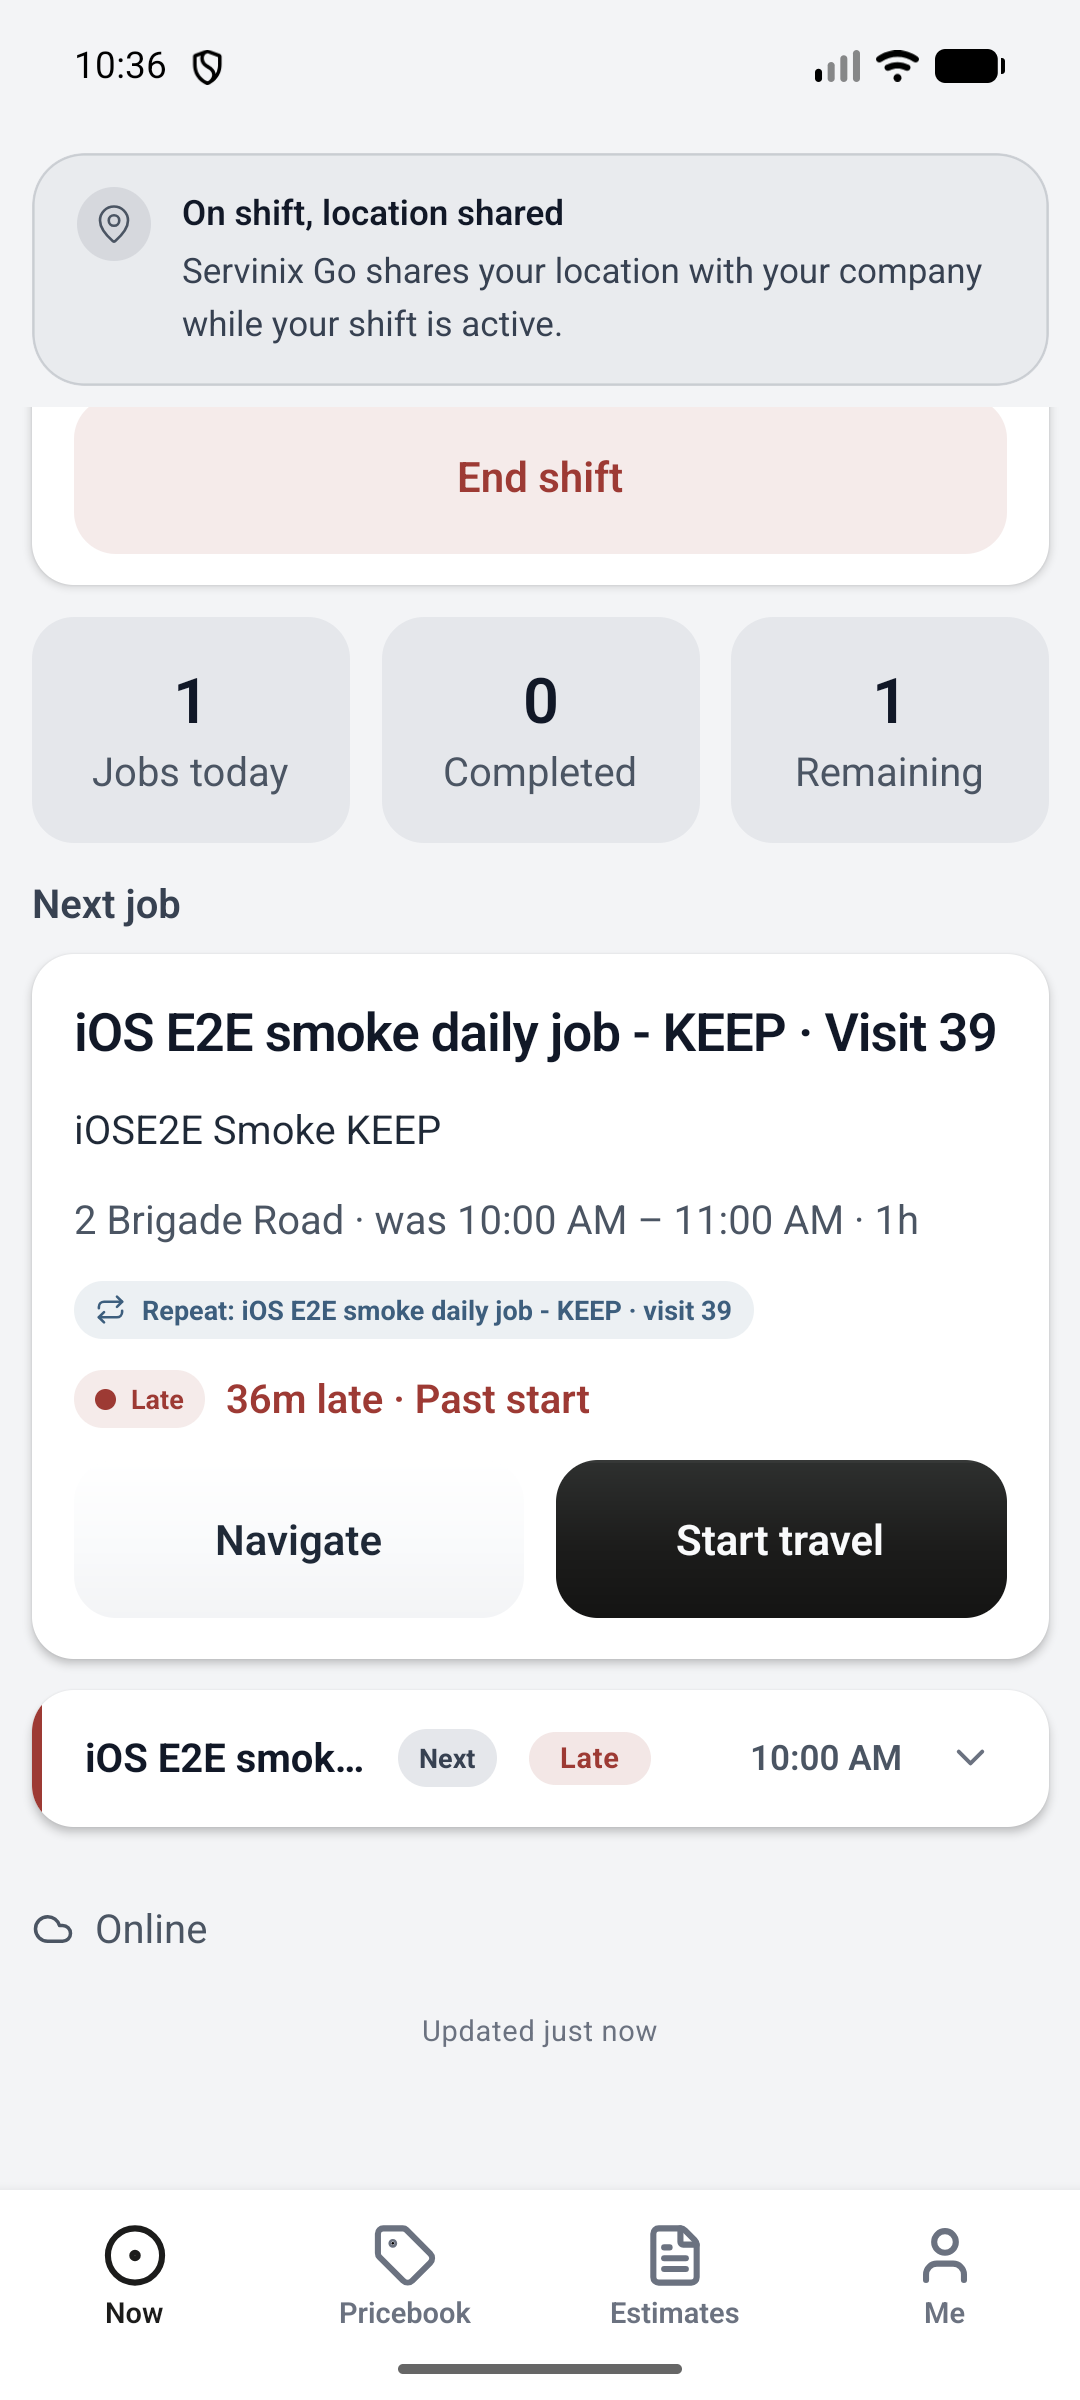 10:36
On shift, location shared
Servinix Go shares your location with your company
while your shift is active.
End shift
1
Jobs today
0
Completed
1
Remaining
Next job
iOS E2E smoke daily job - KEEP · Visit 39
iOSE2E Smoke KEEP
2 Brigade Road · was 10:00 AM – 11:00 AM · 1h
Repeat: iOS E2E smoke daily job - KEEP · visit 39
Late 36m late · Past start
Navigate
Start travel
iOS E2E smok... Next Late 10:00 AM
Online
Updated just now
Now
Pricebook
Estimates
Me